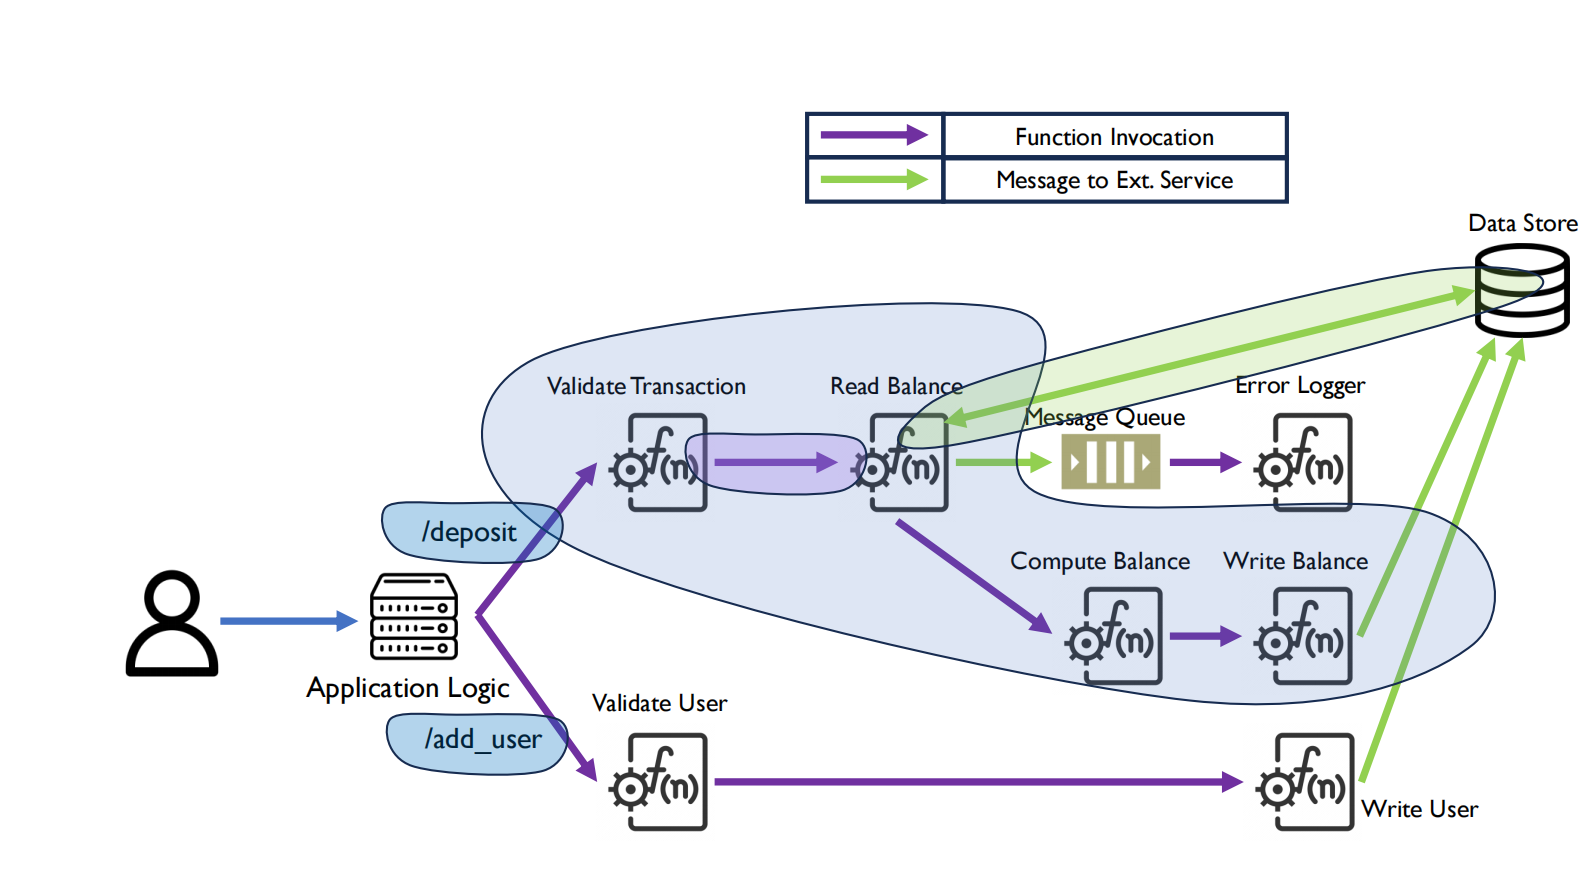 Function Invocation
Message to Ext. Service
Data Store
Validate Transaction
Read Balance
Error Logger
Message Queue
f(n)
f(n)
f(n)
/deposit
Compute Balance
Write Balance
f(n)
f(n)
Application Logic
Validate User
/add_user
f(n)
f(n)
Write User